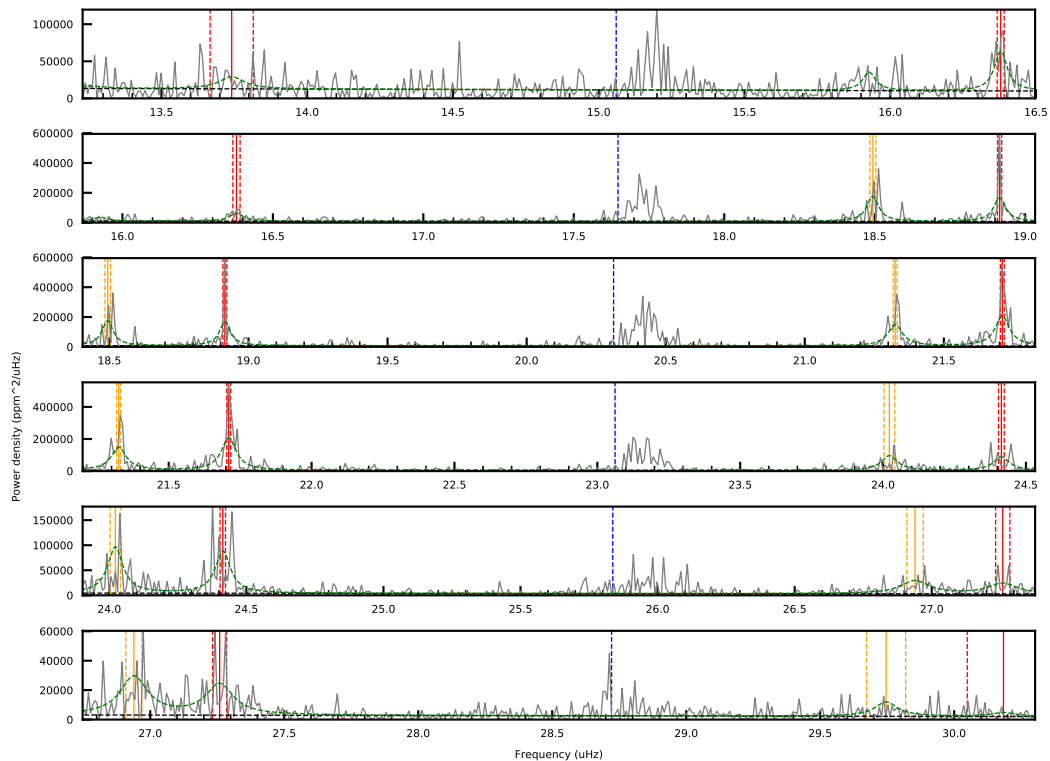 100000
50000
0
13.5 14.0 14.5 15.0 15.5 16.0 16.5
600000
400000
200000
0
16.0 16.5 17.0 17.5 18.0 18.5 19.0
600000
400000
200000
0
18.5 19.0 19.5 20.0 20.5 21.0 21.5
400000
200000
0
21.5 22.0 22.5 23.0 23.5 24.0 24.5
150000
100000
50000
0
24.0 24.5 25.0 25.5 26.0 26.5 27.0
60000
40000
20000
0
27.0 27.5 28.0 28.5 29.0 29.5 30.0
Power density (ppm^2/uHz)
Frequency (uHz)